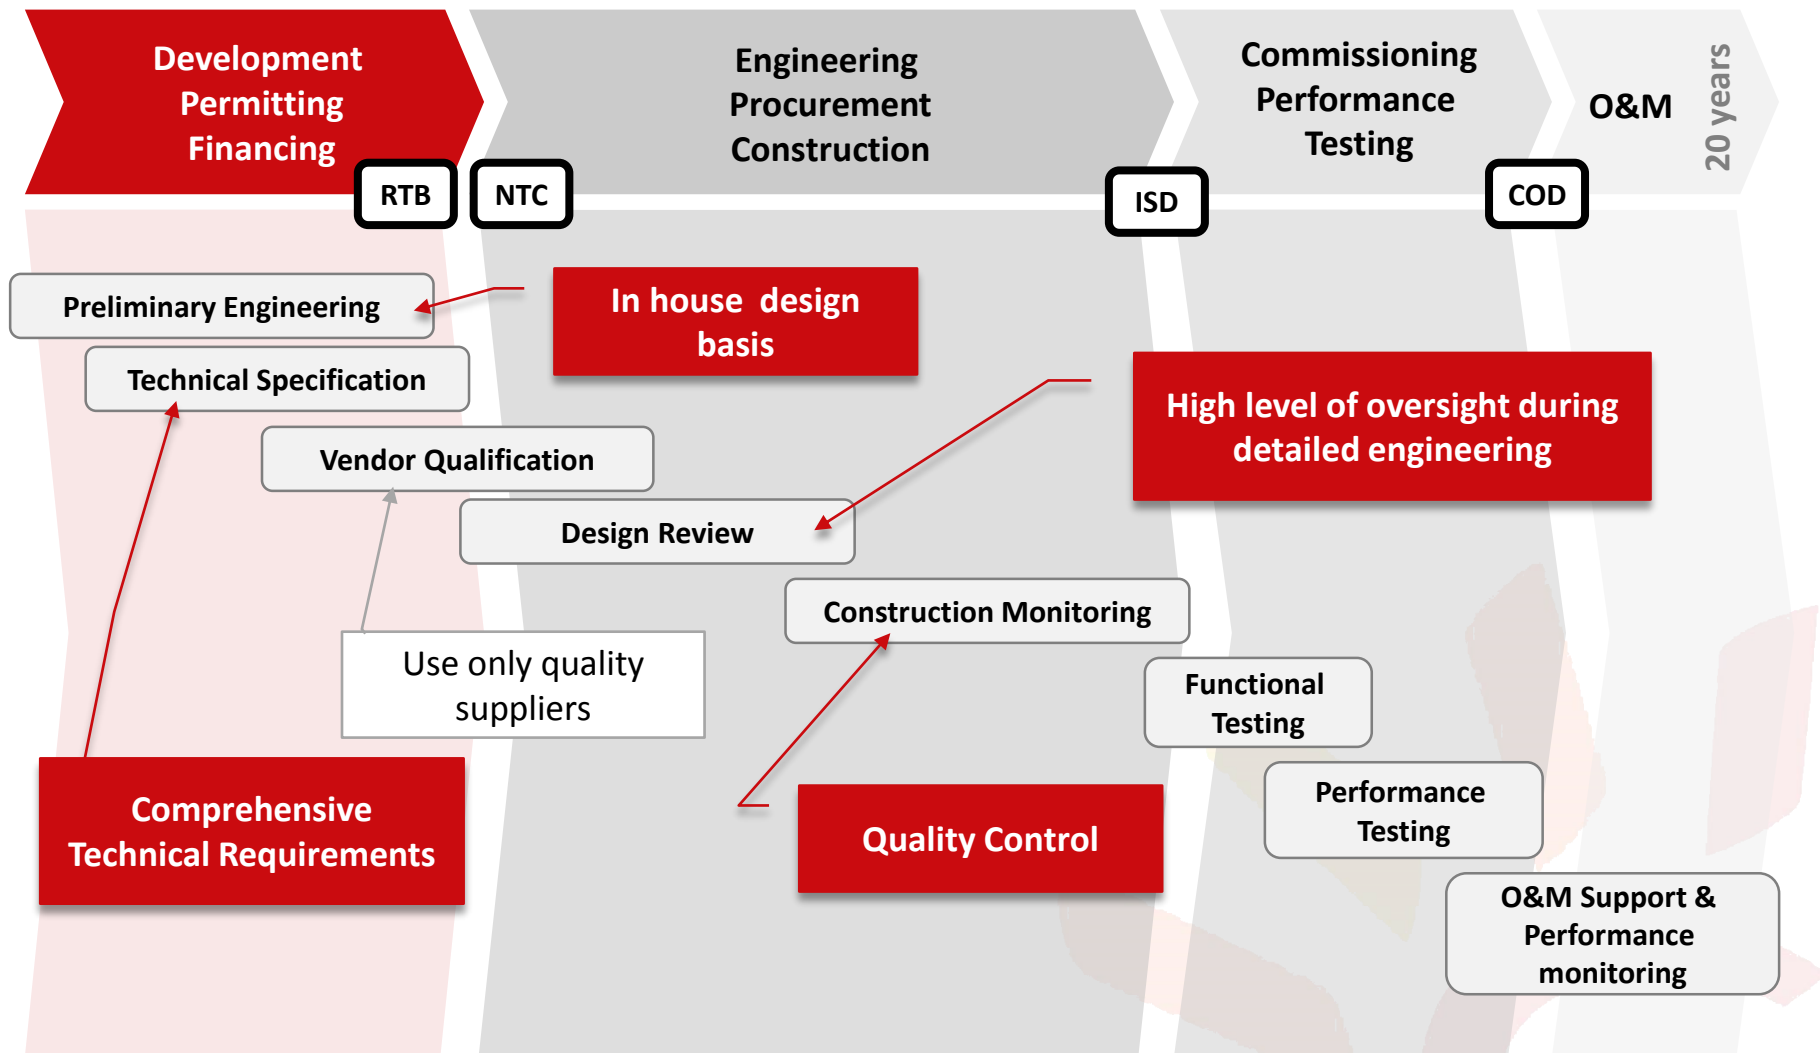 Development
Permitting
Financing
Engineering
Procurement
Construction
Commissioning
Performance
Testing
O&M
20 years
RTB
NTC
ISD
COD
Preliminary Engineering
In house design
basis
Technical Specification
High level of oversight during
detailed engineering
Vendor Qualification
Design Review
Construction Monitoring
Use only quality
suppliers
Functional
Testing
Comprehensive
Technical Requirements
Quality Control
Performance
Testing
O&M Support &
Performance
monitoring